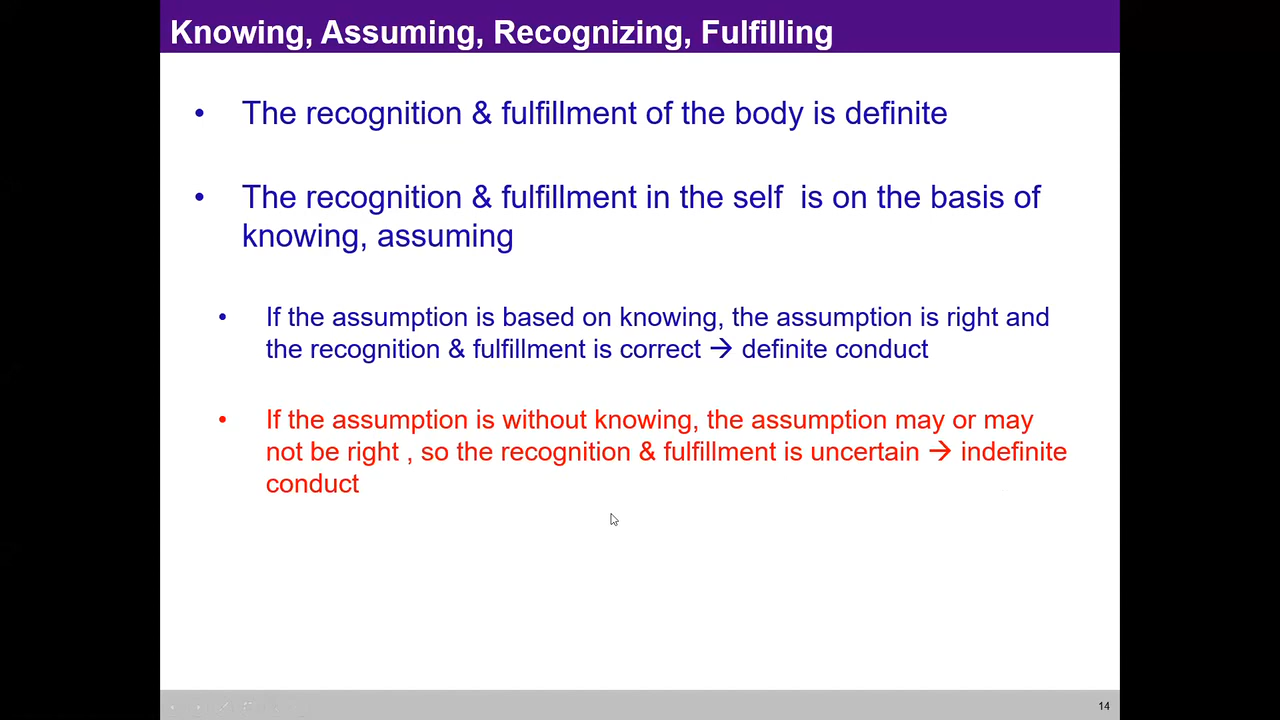 Knowing, Assuming, Recognizing, Fulfilling
• The recognition & fulfillment of the body is definite
• The recognition & fulfillment in the self is on the basis of
knowing, assuming
• If the assumption is based on knowing, the assumption is right and
the recognition & fulfillment is correct → definite conduct
• If the assumption is without knowing, the assumption may or may
not be right , so the recognition & fulfillment is uncertain → indefinite
conduct
14